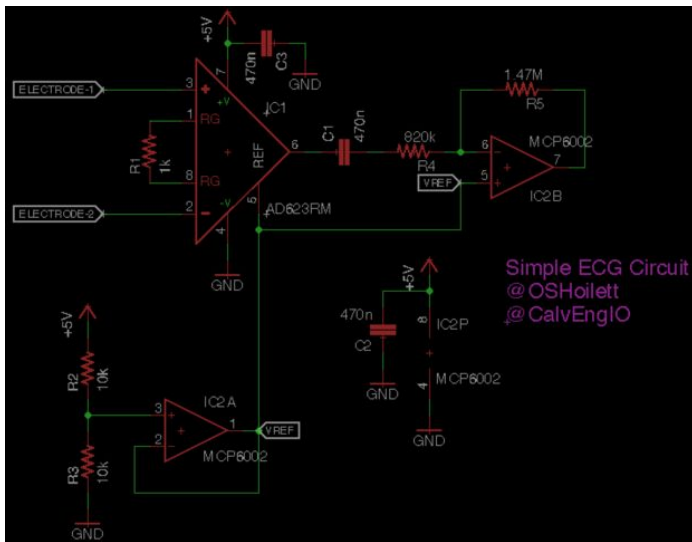 +5V
470n
C3
GND
ELECTRODE-1
3
7
+V
IC1
1
RG
R1
1k
REF
6
C1
470n
8
RG
ELECTRODE-2
2
-V
5
AD623RM
4
GND
1.47M
R5
820k
R4
6
MCP6002
7
VREF
5
IC2B
Simple ECG Circuit
@OSHoilett
@CalvEngIO
+5V
R2
10k
IC2A
3
1
VREF
2
MCP6002
R3
10k
GND
+5V
470n
C2
GND
8
IC2P
MCP6002
4
GND